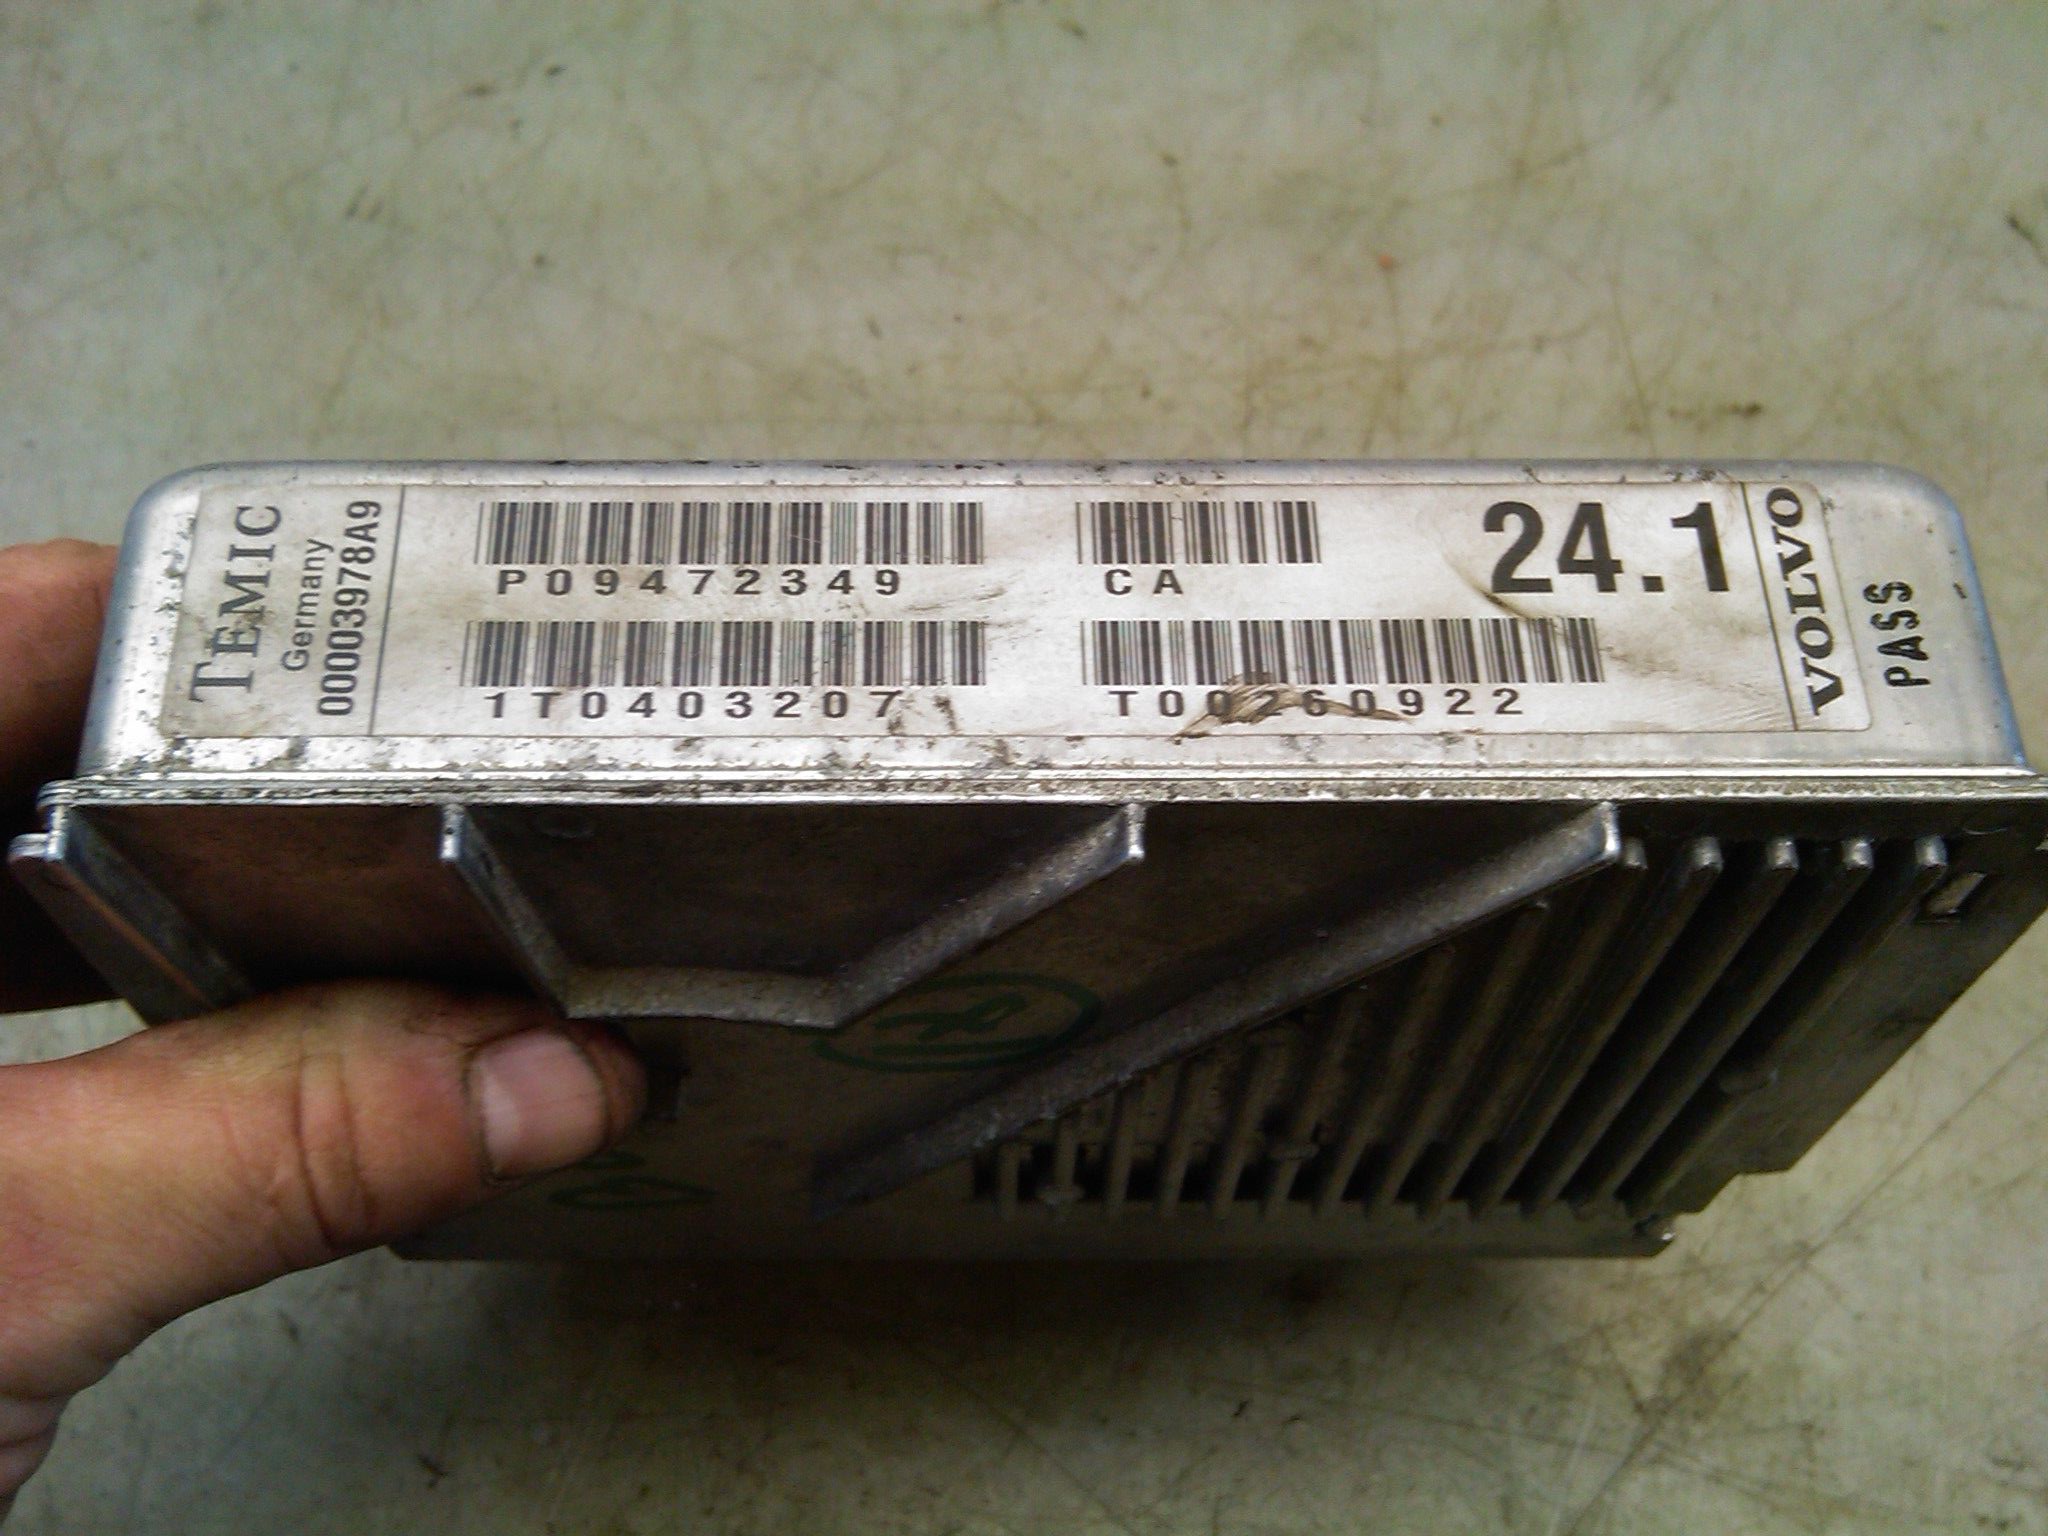 TEMIC
Germany
00003978A9
P09472349
CA
24.1
1T0403207
T00260922
VOLVO
PASS